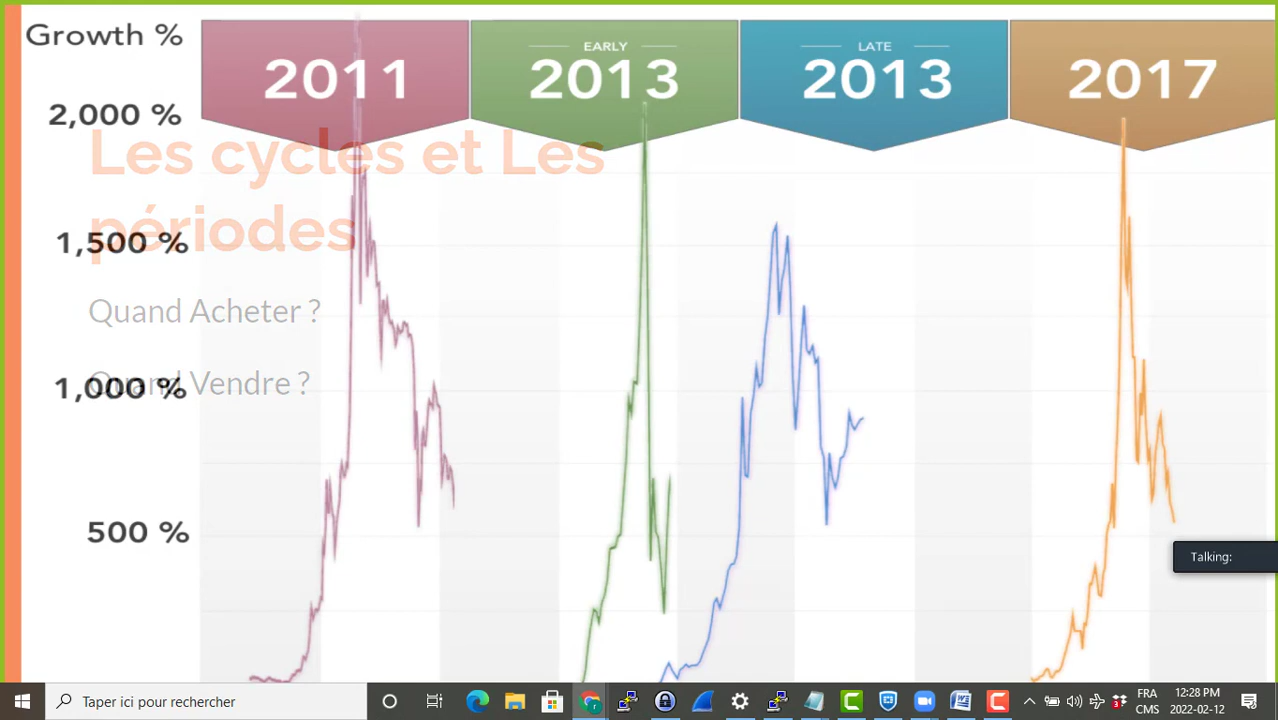 Growth %
2011
EARLY
2013
LATE
2013
2017
2,000 %
Les cycles et Les
périodes
1,500 %
Quand Acheter ?
1,000 %
Quand Vendre ?
500 %
Talking:
Taper ici pour rechercher
FRA
CMS
12:28 PM
2022-02-12
3